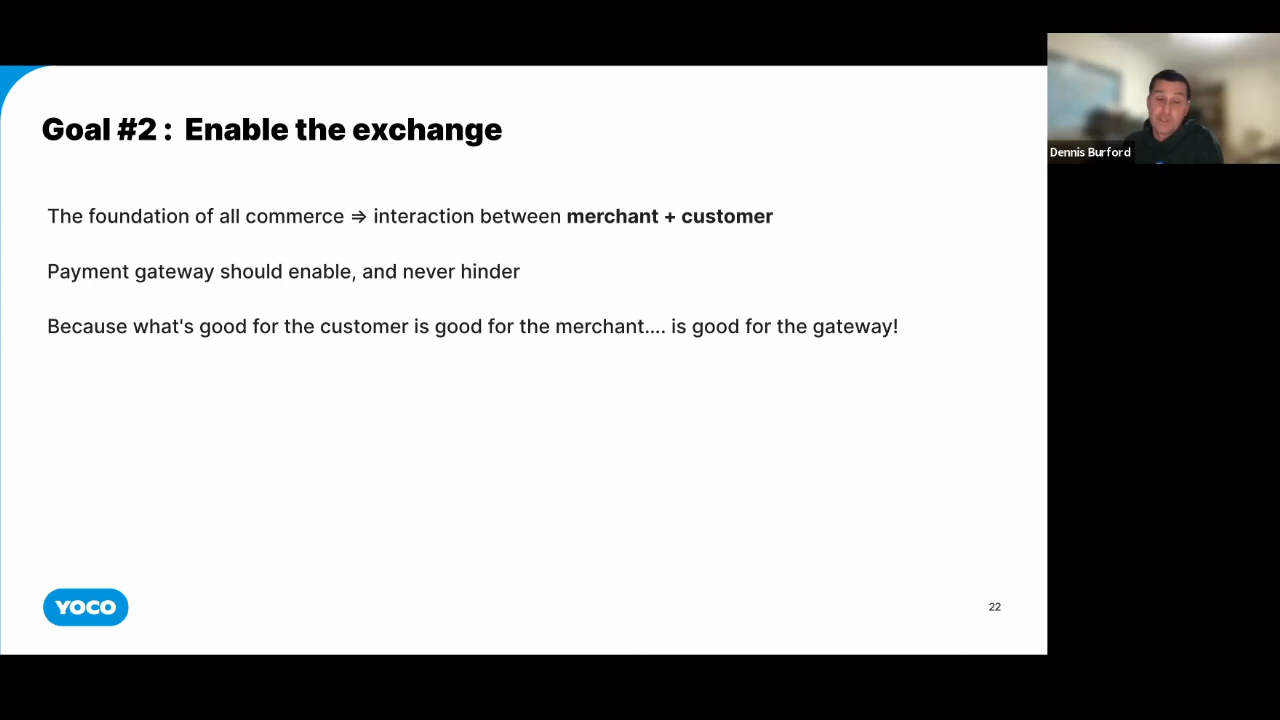 Goal #2 : Enable the exchange
The foundation of all commerce ⇒ interaction between merchant + customer
Payment gateway should enable, and never hinder
Because what's good for the customer is good for the merchant.... is good for the gateway!
YOCO
22
Dennis Burford